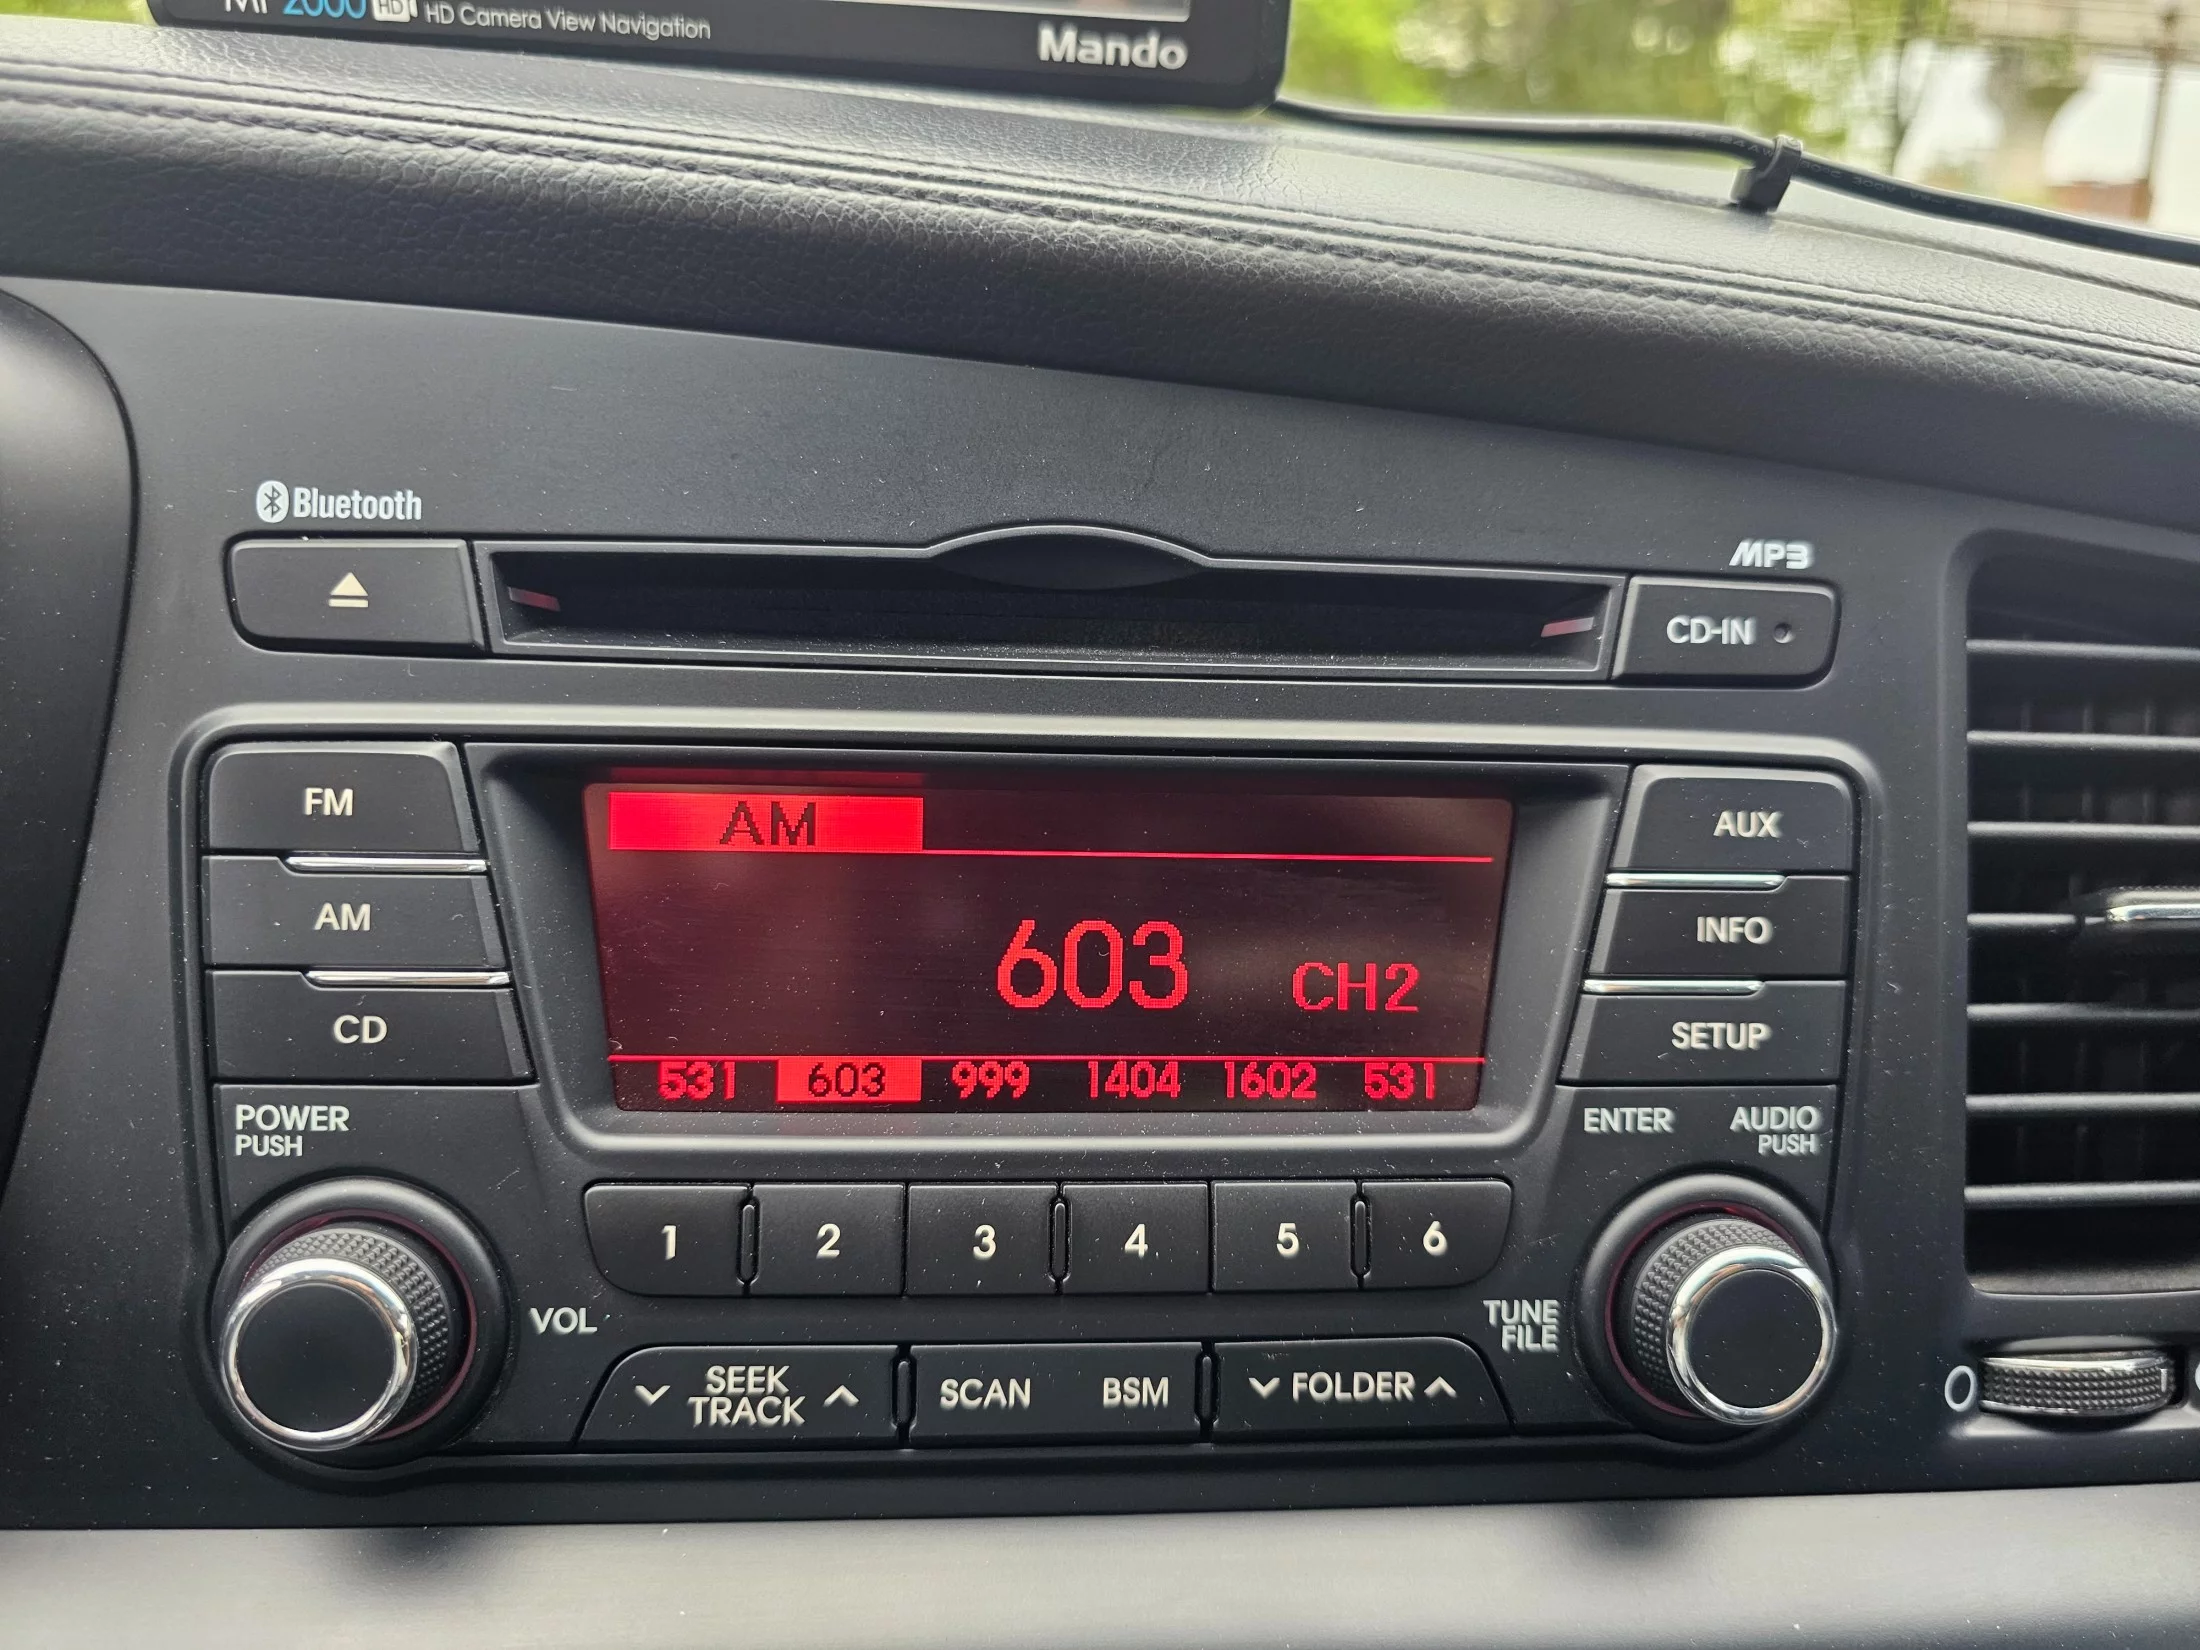 2000 HD HD Camera View Navigation
Mando
Bluetooth
MP3
CD-IN
FM
AM
CD
AM
603 CH2
531 603 999 1404 1602 531
AUX
INFO
SETUP
POWER
PUSH
ENTER
AUDIO
PUSH
1 2 3 4 5 6
VOL
TUNE
FILE
SEEK
TRACK
SCAN BSM
FOLDER